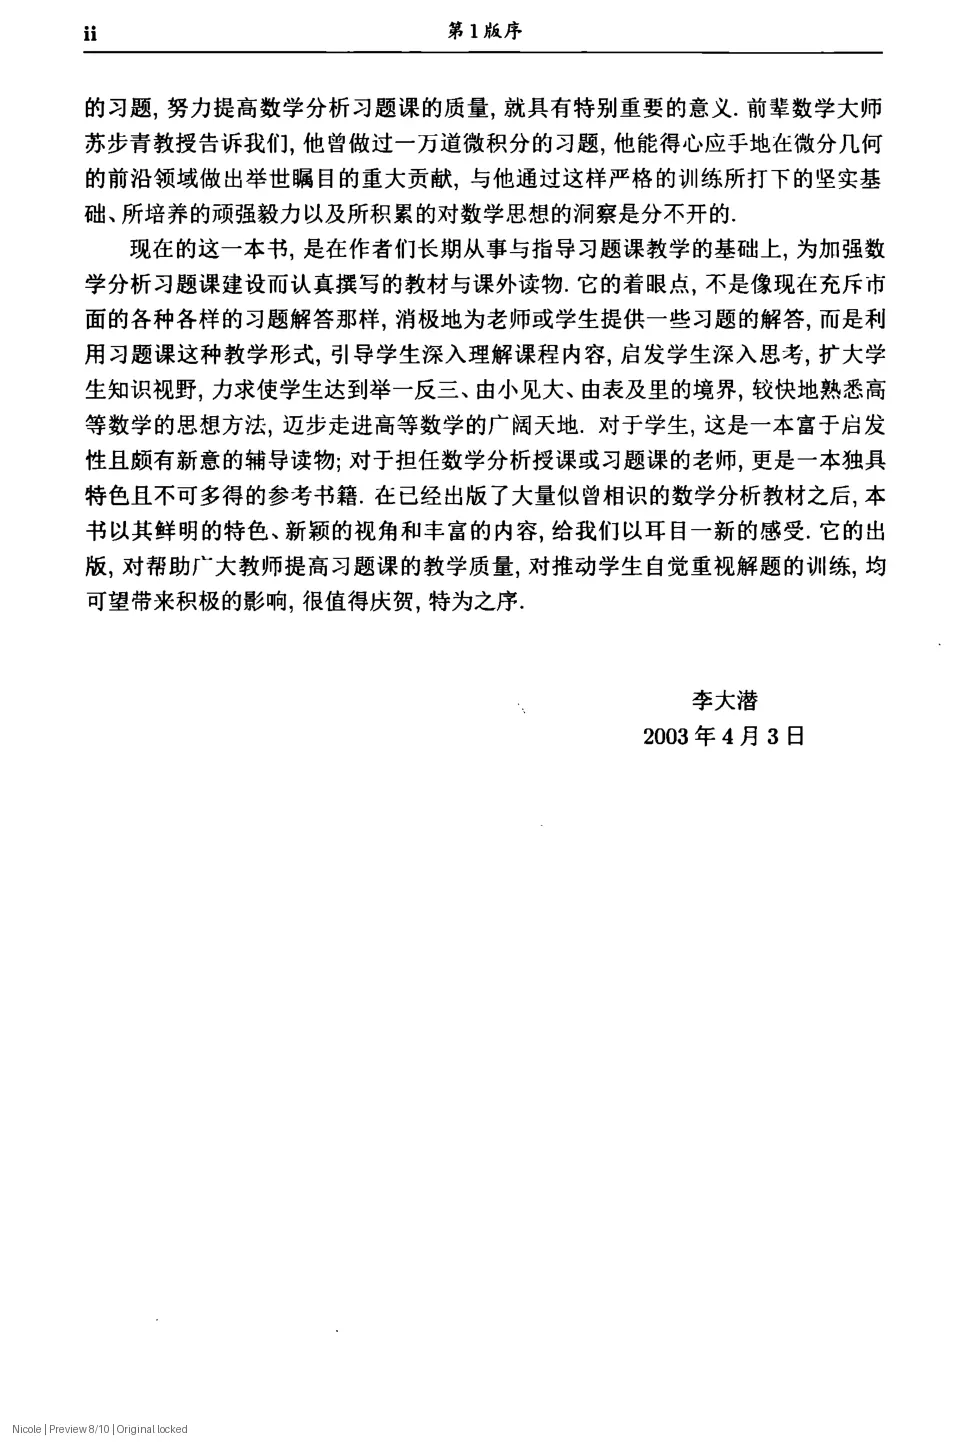 ii
第1版序
的习题, 努力提高数学分析习题课的质量, 就具有特别重要的意义. 前辈数学大师
苏步青教授告诉我们, 他曾做过一万道微积分的习题, 他能得心应手地在微分几何
的前沿领域做出举世瞩目的重大贡献, 与他通过这样严格的训练所打下的坚实基
础、所培养的顽强毅力以及所积累的对数学思想的洞察是分不开的.
现在的这一本书, 是在作者们长期从事与指导习题课教学的基础上, 为加强数
学分析习题课建设而认真撰写的教材与课外读物. 它的着眼点, 不是像现在充斥市
面的各种各样的习题解答那样, 消极地为老师或学生提供一些习题的解答, 而是利
用习题课这种教学形式, 引导学生深入理解课程内容, 启发学生深入思考, 扩大学
生知识视野, 力求使学生达到举一反三、由小见大、由表及里的境界, 较快地熟悉高
等数学的思想方法, 迈步走进高等数学的广阔天地. 对于学生, 这是一本富于启发
性且颇有新意的辅导读物; 对于担任数学分析授课或习题课的老师, 更是一本独具
特色且不可多得的参考书籍. 在已经出版了大量似曾相识的数学分析教材之后, 本
书以其鲜明的特色、新颖的视角和丰富的内容, 给我们以耳目一新的感受. 它的出
版, 对帮助广大教师提高习题课的教学质量, 对推动学生自觉重视解题的训练, 均
可望带来积极的影响, 很值得庆贺, 特为之序.
李大潜
2003 年 4 月 3 日
Nicole | Preview 8/10 | Original locked